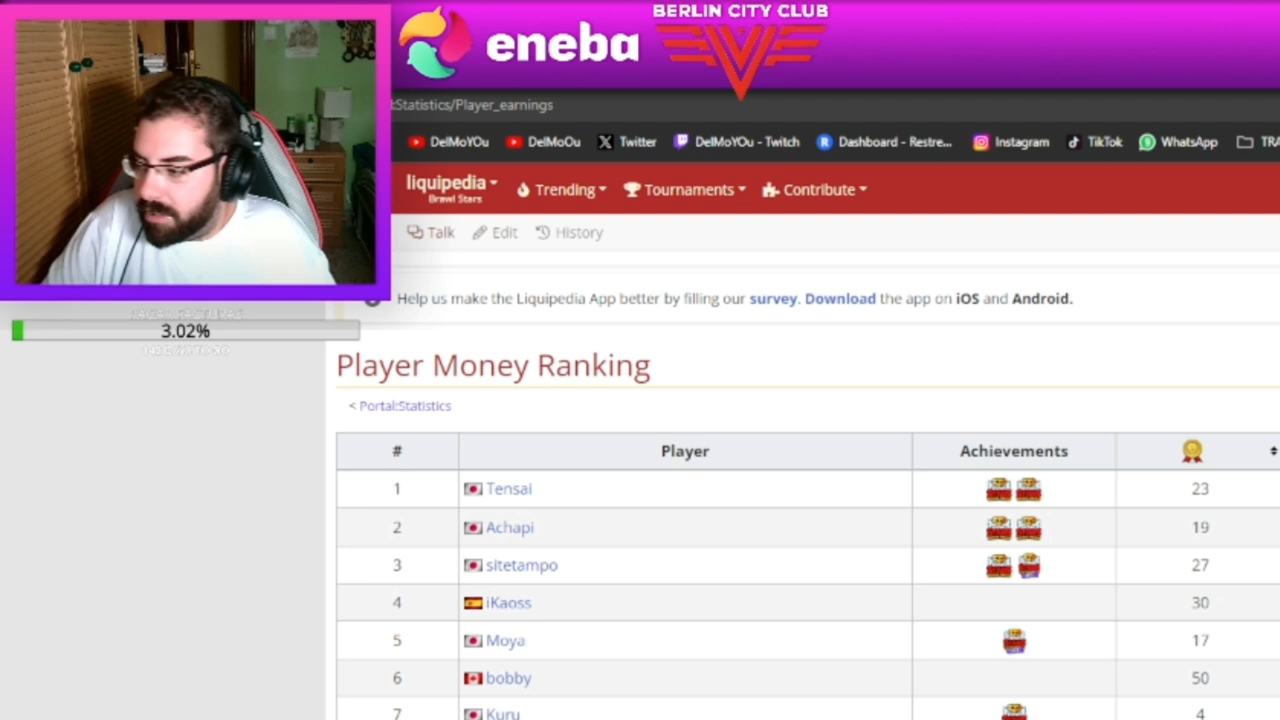 BERLIN CITY CLUB
eneba
:Statistics/Player_earnings
DelMoYOu DelMoOu Twitter DelMoYOu - Twitch Dashboard - Restre... Instagram TikTok WhatsApp TRA
liquipedia Trending Tournaments Contribute
Brawl Stars
Talk Edit History
Help us make the Liquipedia App better by filling our survey. Download the app on iOS and Android.
3.02%
Player Money Ranking
< Portal:Statistics
# Player Achievements
1 Tensai 23
2 Achapi 19
3 sitetampo 27
4 iKaoss 30
5 Moya 17
6 bobby 50
7 Kuru 4